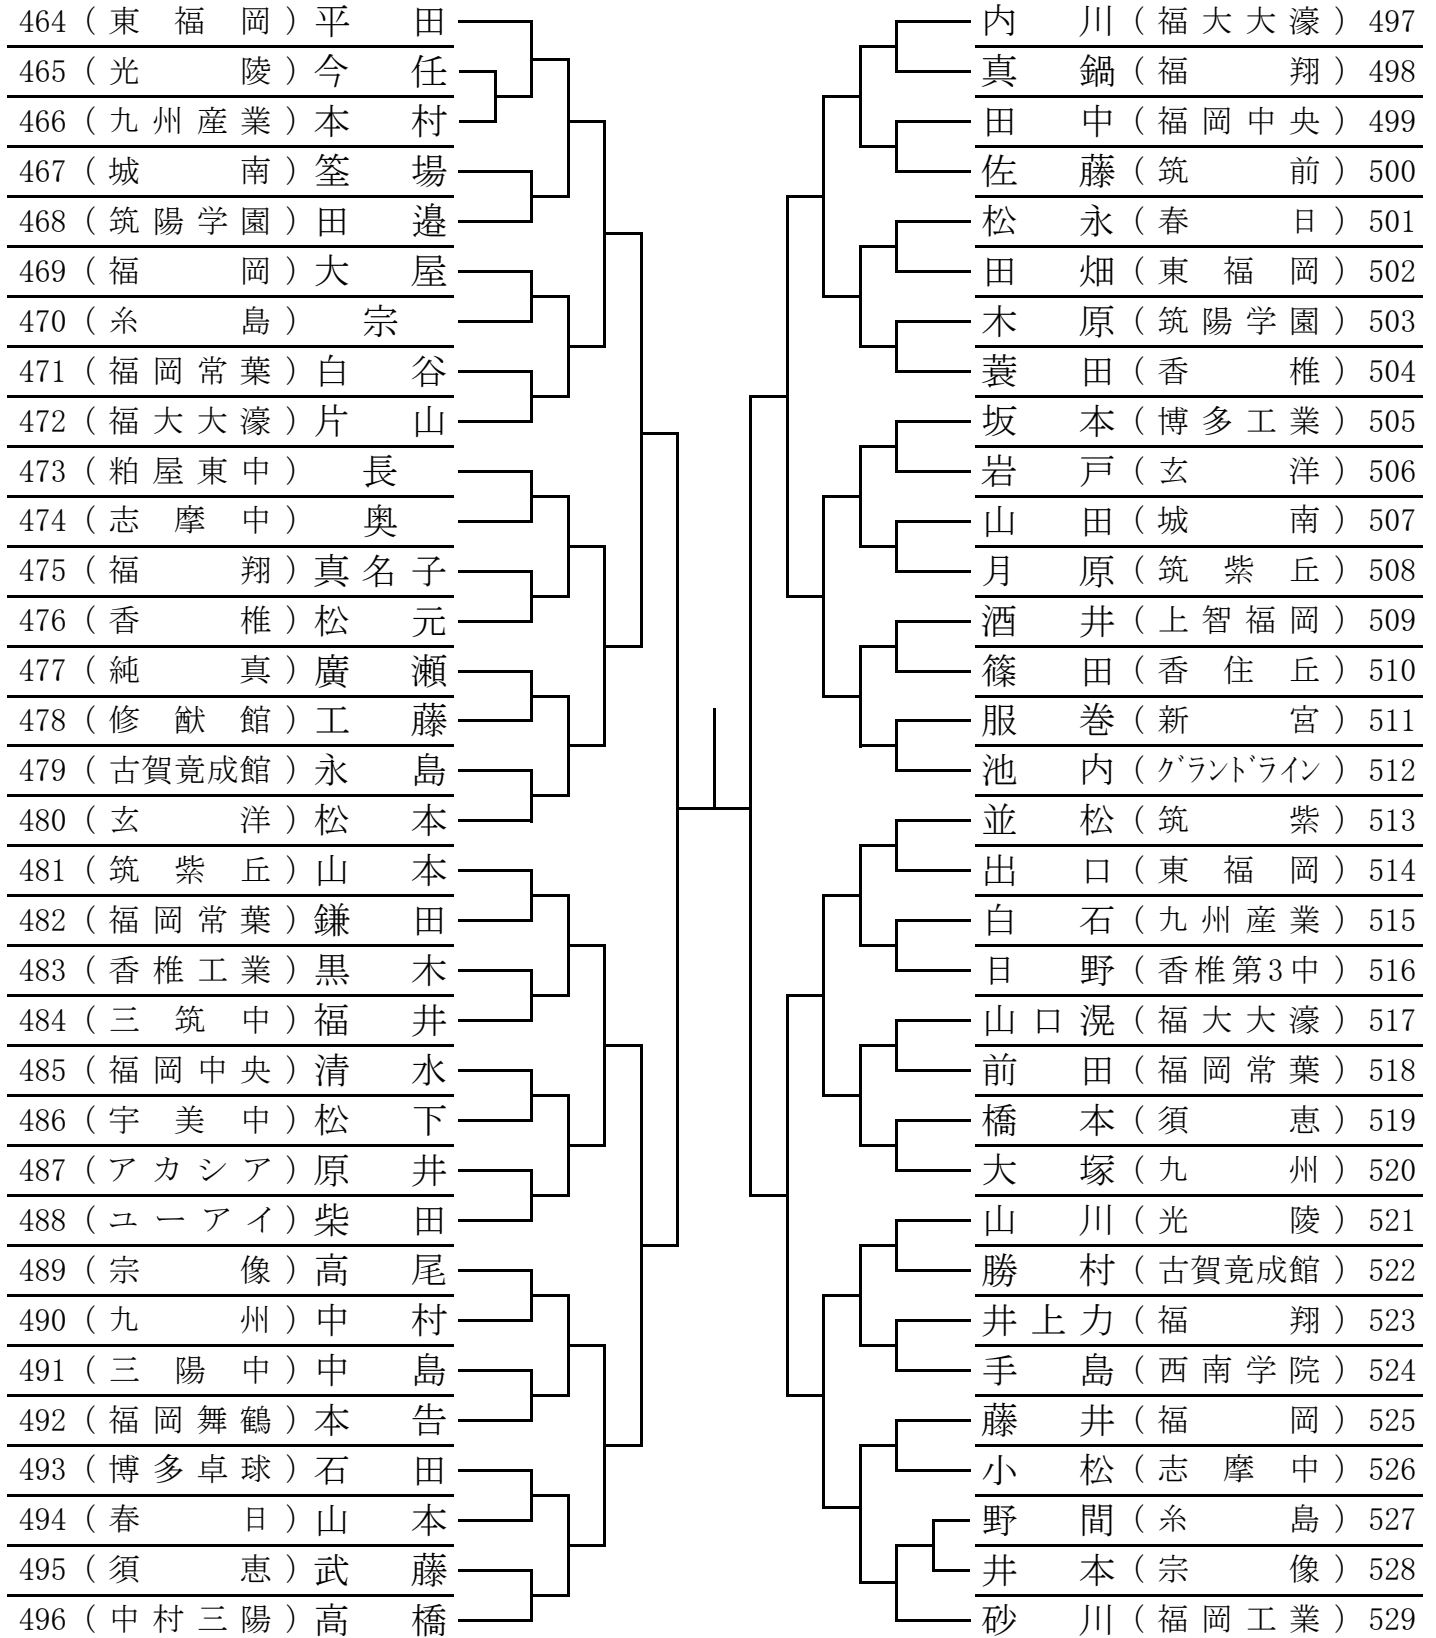 464 ( 東 福 岡 ) 平 田
465 ( 光 陵 ) 今 任
466 ( 九 州 産 業 ) 本 村
467 ( 城 南 ) 筌 場
468 ( 筑 陽 学 園 ) 田 邉
469 ( 福 岡 ) 大 屋
470 ( 糸 島 ) 宗
471 ( 福 岡 常 葉 ) 白 谷
472 ( 福 大 大 濠 ) 片 山
473 ( 粕 屋 東 中 ) 長
474 ( 志 摩 中 ) 奥
475 ( 福 翔 ) 真 名 子
476 ( 香 椎 ) 松 元
477 ( 純 真 ) 廣 瀬
478 ( 修 猷 館 ) 工 藤
479 ( 古賀竟成館 ) 永 島
480 ( 玄 洋 ) 松 本
481 ( 筑 紫 丘 ) 山 本
482 ( 福 岡 常 葉 ) 鎌 田
483 ( 香 椎 工 業 ) 黒 木
484 ( 三 筑 中 ) 福 井
485 ( 福 岡 中 央 ) 清 水
486 ( 宇 美 中 ) 松 下
487 ( ア カ シ ア ) 原 井
488 ( ユ ー ア イ ) 柴 田
489 ( 宗 像 ) 高 尾
490 ( 九 州 ) 中 村
491 ( 三 陽 中 ) 中 島
492 ( 福 岡 舞 鶴 ) 本 告
493 ( 博 多 卓 球 ) 石 田
494 ( 春 日 ) 山 本
495 ( 須 恵 ) 武 藤
496 ( 中 村 三 陽 ) 高 橋
内 川 ( 福 大 大 濠 ) 497
真 鍋 ( 福 翔 ) 498
田 中 ( 福 岡 中 央 ) 499
佐 藤 ( 筑 前 ) 500
松 永 ( 春 日 ) 501
田 畑 ( 東 福 岡 ) 502
木 原 ( 筑 陽 学 園 ) 503
蓑 田 ( 香 椎 ) 504
坂 本 ( 博 多 工 業 ) 505
岩 戸 ( 玄 洋 ) 506
山 田 ( 城 南 ) 507
月 原 ( 筑 紫 丘 ) 508
酒 井 ( 上 智 福 岡 ) 509
篠 田 ( 香 住 丘 ) 510
服 巻 ( 新 宮 ) 511
池 内 ( グランドライン ) 512
並 松 ( 筑 紫 ) 513
出 口 ( 東 福 岡 ) 514
白 石 ( 九 州 産 業 ) 515
日 野 ( 香椎第3中 ) 516
山 口 滉 ( 福 大 大 濠 ) 517
前 田 ( 福 岡 常 葉 ) 518
橋 本 ( 須 恵 ) 519
大 塚 ( 九 州 ) 520
山 川 ( 光 陵 ) 521
勝 村 ( 古賀竟成館 ) 522
井 上 力 ( 福 翔 ) 523
手 島 ( 西 南 学 院 ) 524
藤 井 ( 福 岡 ) 525
小 松 ( 志 摩 中 ) 526
野 間 ( 糸 島 ) 527
井 本 ( 宗 像 ) 528
砂 川 ( 福 岡 工 業 ) 529